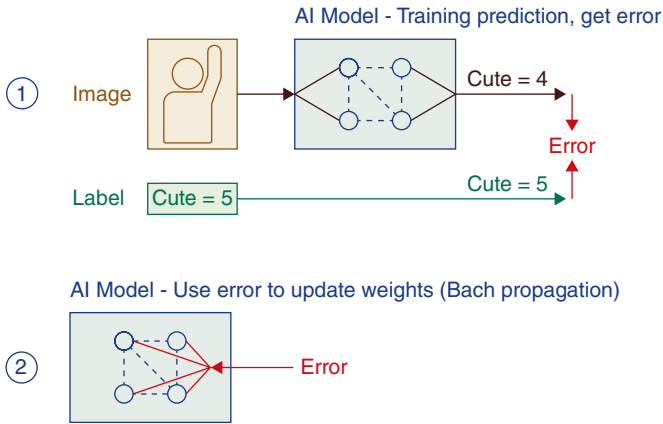 AI Model - Training prediction, get error
1
Image
Cute = 4
Error
Label
Cute = 5
Cute = 5
AI Model - Use error to update weights (Bach propagation)
2
Error